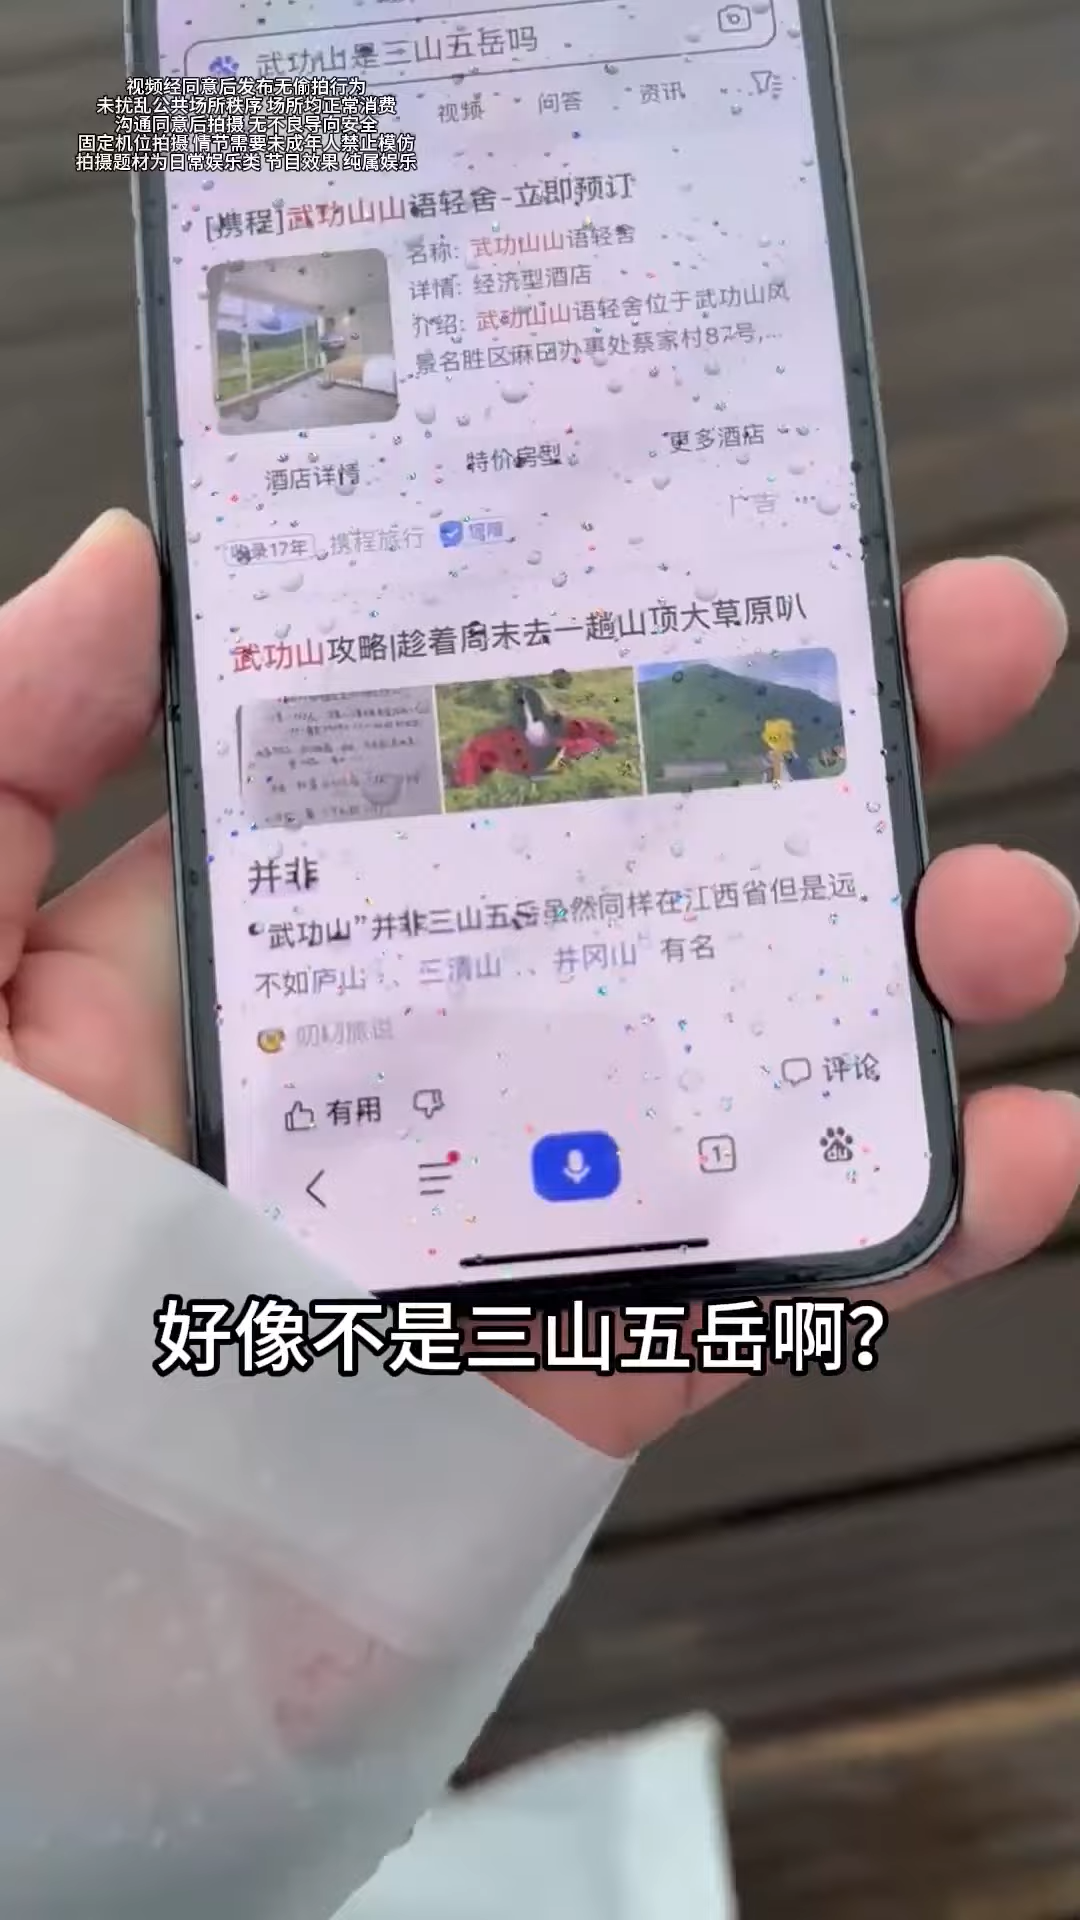 武功山是三山五岳吗
视频经同意后发布无偷拍行为
未扰乱公共场所秩序 场所均正常消费
沟通同意后拍摄 无不良导向安全
固定机位拍摄 情节需要未成年人禁止模仿
拍摄题材为日常娱乐类 节目效果 纯属娱乐
视频 问答 资讯
[携程]武功山山语轻舍-立即预订
名称: 武功山山语轻舍
详情: 经济型酒店
介绍: 武功山山语轻舍位于武功山风
景名胜区麻田办事处蔡家村87号,...
酒店详情 特价房型 更多酒店
广告
收录17年 携程旅行 保障
武功山攻略|趁着周末去一趟山顶大草原叭
并非
“武功山”并非三山五岳虽然同样在江西省但是远
不如庐山、三清山、井冈山 有名
有用
评论
1
du
好像不是三山五岳啊?